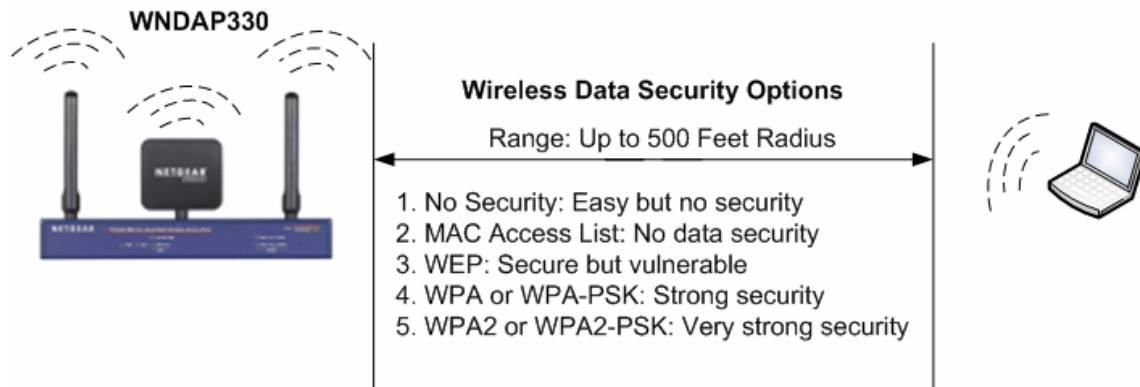 WNDAP330
Wireless Data Security Options
Range: Up to 500 Feet Radius
NETGEAR
NETGEAR
1. No Security: Easy but no security
2. MAC Access List: No data security
3. WEP: Secure but vulnerable
4. WPA or WPA-PSK: Strong security
5. WPA2 or WPA2-PSK: Very strong security